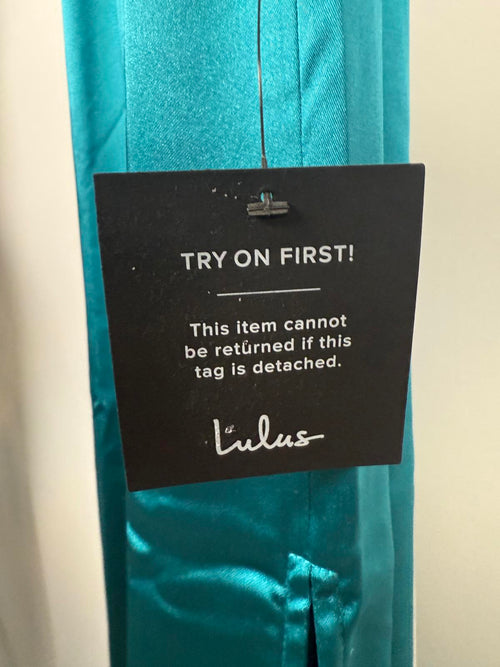 TRY ON FIRST!
This item cannot
be returned if this
tag is detached.
Lulus